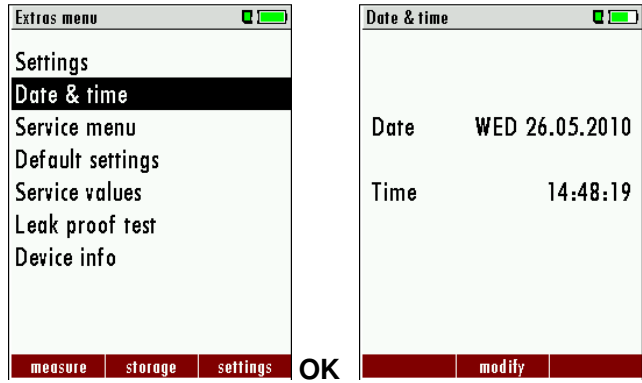 Extras menu
Settings
Date & time
Service menu
Default settings
Service values
Leak proof test
Device info
measure storage settings
OK
Date & time
Date WED 26.05.2010
Time 14:48:19
modify